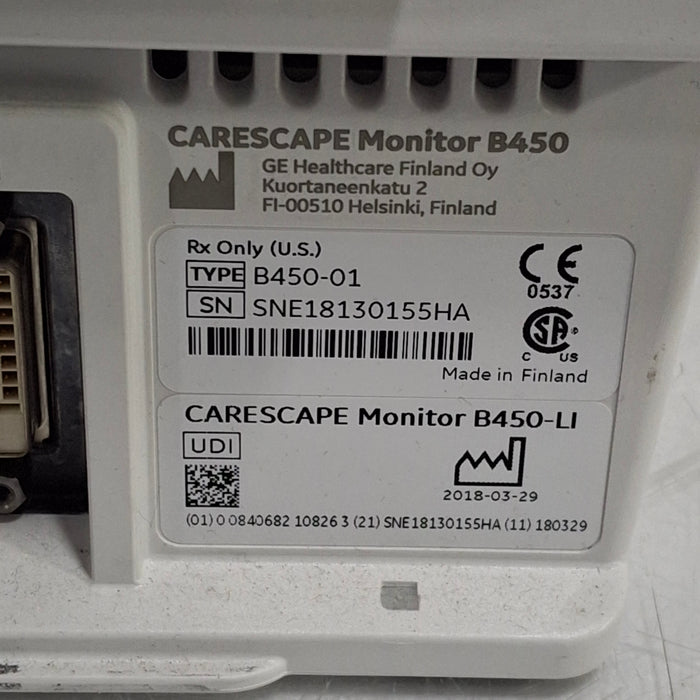 CARESCAPE Monitor B450
GE Healthcare Finland Oy
Kuortaneenkatu 2
FI-00510 Helsinki, Finland
Rx Only (U.S.)
TYPE B450-01
SN SNE18130155HA
CE
0537
SA ®
C US
Made in Finland
CARESCAPE Monitor B450-LI
UDI
2018-03-29
(01) 0 0840682 10826 3 (21) SNE18130155HA (11) 180329